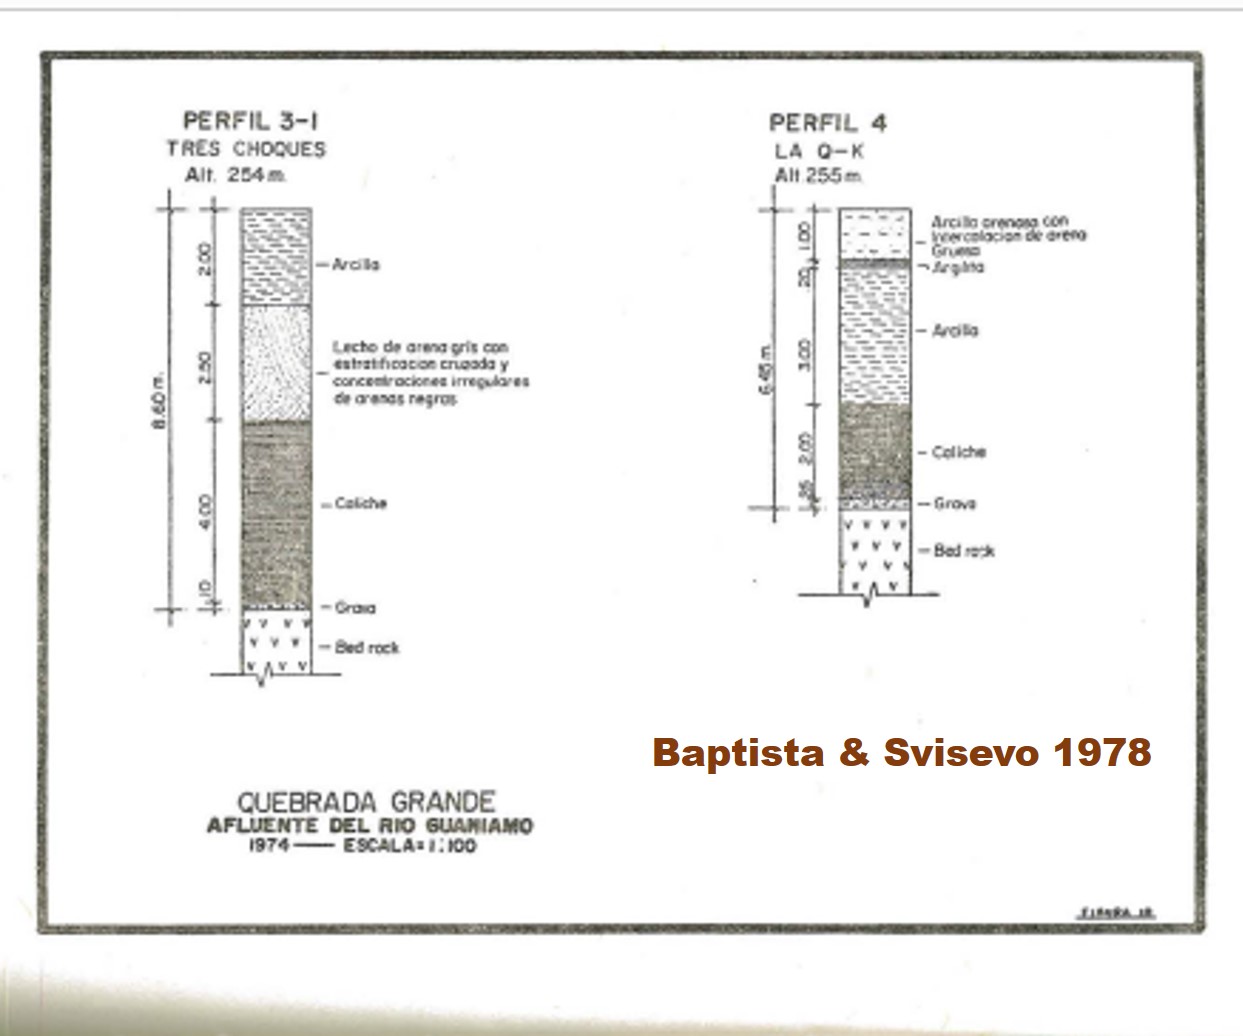 PERFIL 3-1
TRES CHOQUES
Alt. 254 m.
2.00
2.50
8.60 m.
4.00
.10
Arcilla
Lecho de arena gris con
estratificacion cruzada y
concentraciones irregulares
de arenas negras
Caliche
Grava
Bed rock
PERFIL 4
LA Q-K
Alt. 255 m.
1.00
.20
3.00
6.45 m.
2.00
.25
Arcilla arenosa con
Intercalacion de arena
Gruesa
Argilita
Arcilla
Caliche
Grava
Bed rock
Baptista & Svisevo 1978
QUEBRADA GRANDE
AFLUENTE DEL RIO GUANIAMO
1974 — ESCALA = 1:100
FIGURA